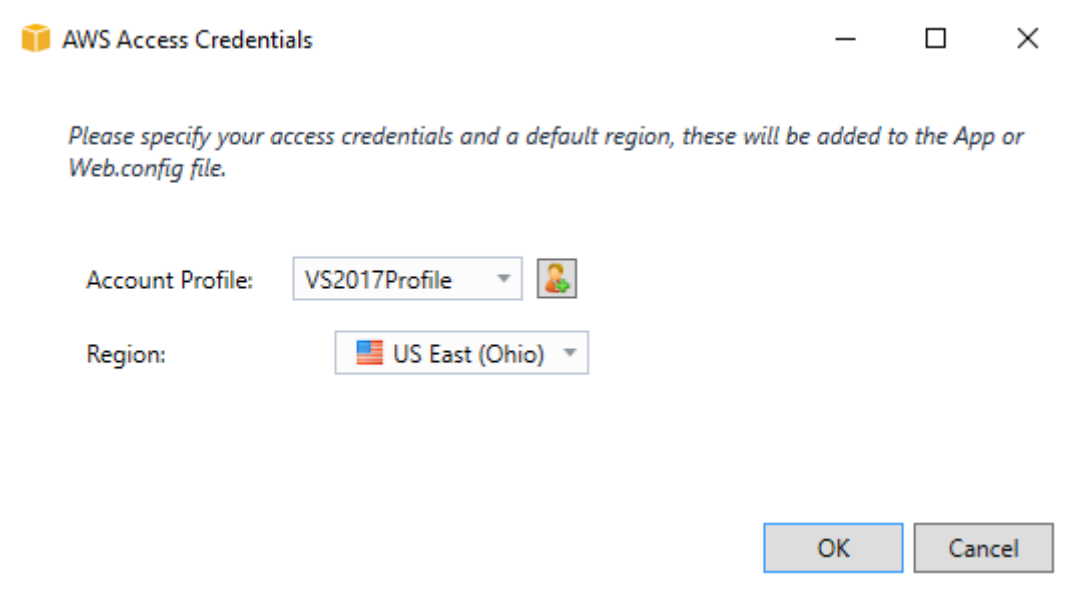 AWS Access Credentials
Please specify your access credentials and a default region, these will be added to the App or
Web.config file.
Account Profile: VS2017Profile
Region: US East (Ohio)
OK Cancel